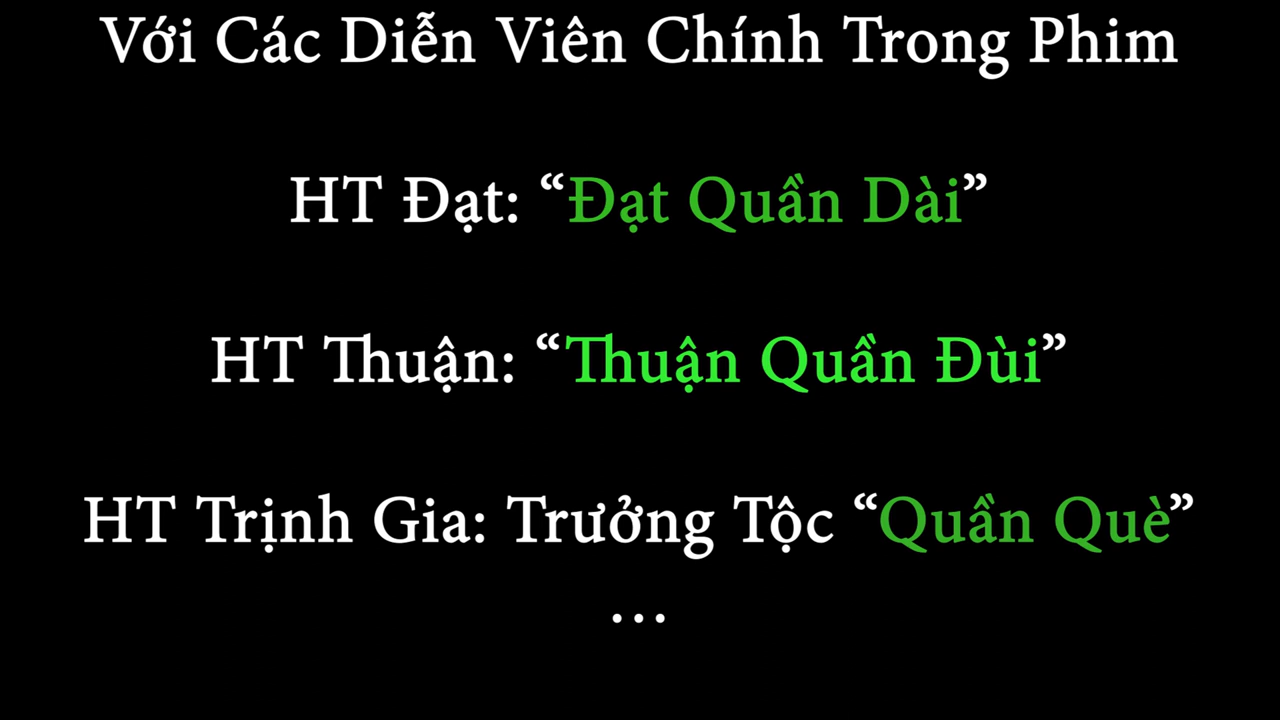 Với Các Diễn Viên Chính Trong Phim
HT Đạt: “Đạt Quần Dài”
HT Thuận: “Thuận Quần Đùi”
HT Trịnh Gia: Trưởng Tộc “Quần Què”
...